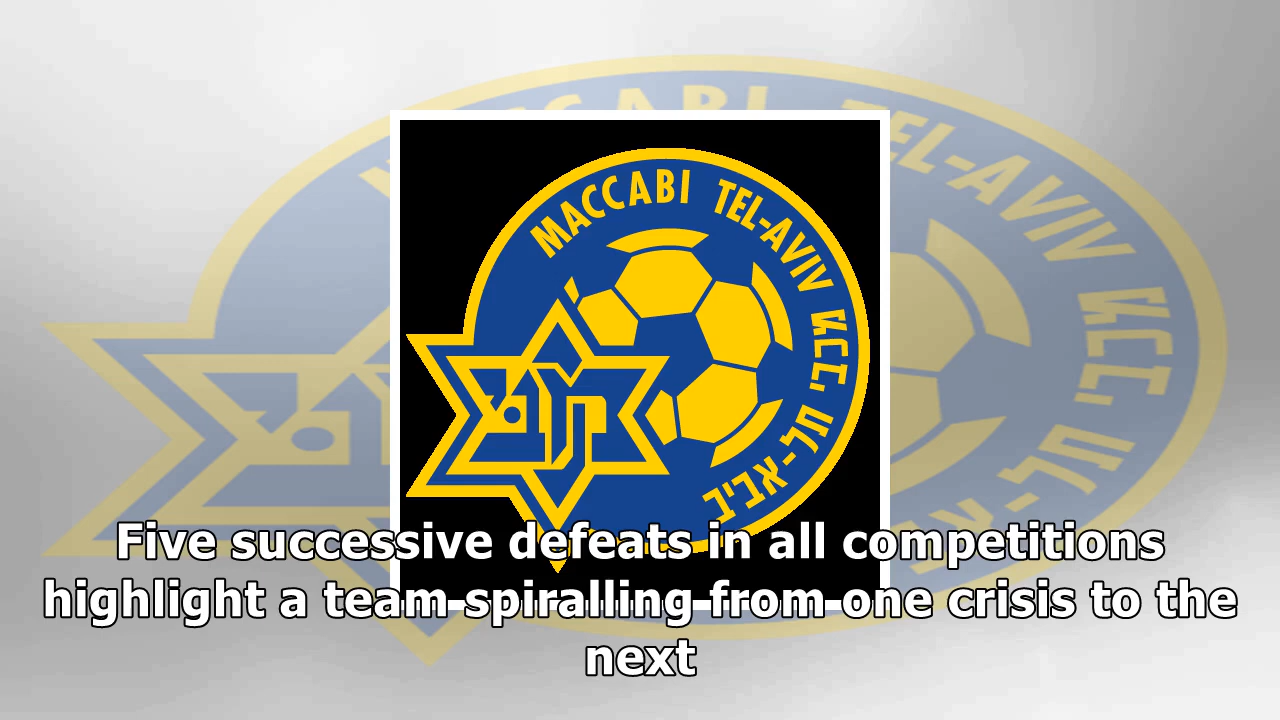 MACCABI TEL-AVIV מכבי תל-אביב
Five successive defeats in all competitions
highlight a team spiralling from one crisis to the
next